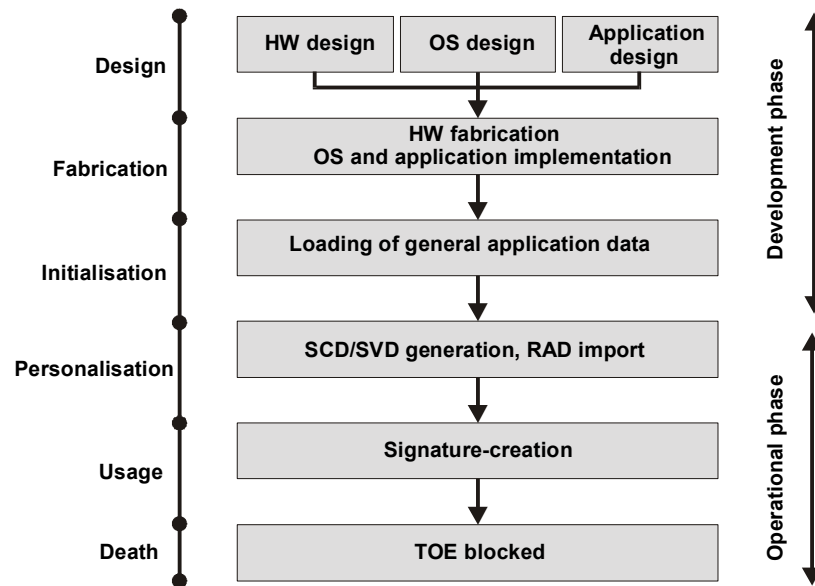 Design
HW design
OS design
Application
design
Fabrication
HW fabrication
OS and application implementation
Initialisation
Loading of general application data
Personalisation
SCD/SVD generation, RAD import
Usage
Signature-creation
Death
TOE blocked
Development phase
Operational phase